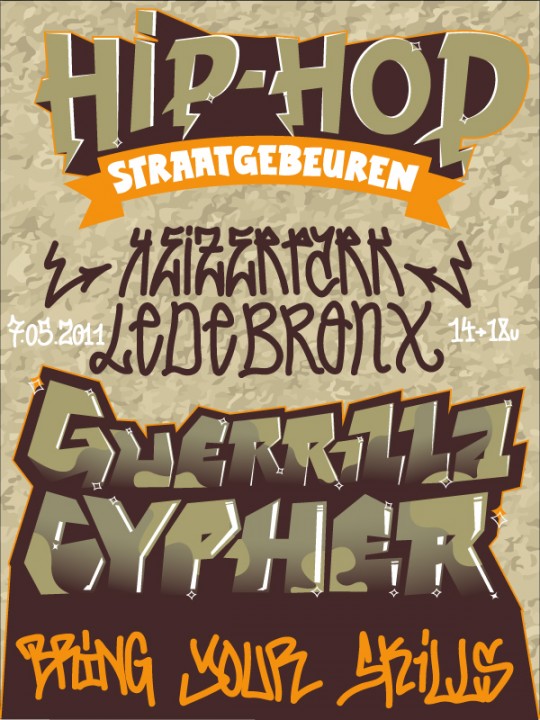 HiP-HOP
STRAATGEBEUREN
KEiZERPARK
7.05.2011 LEDEBRONX 14→18u
GuERRilla
CYPHER
BRiNG YOUR SKiLLS